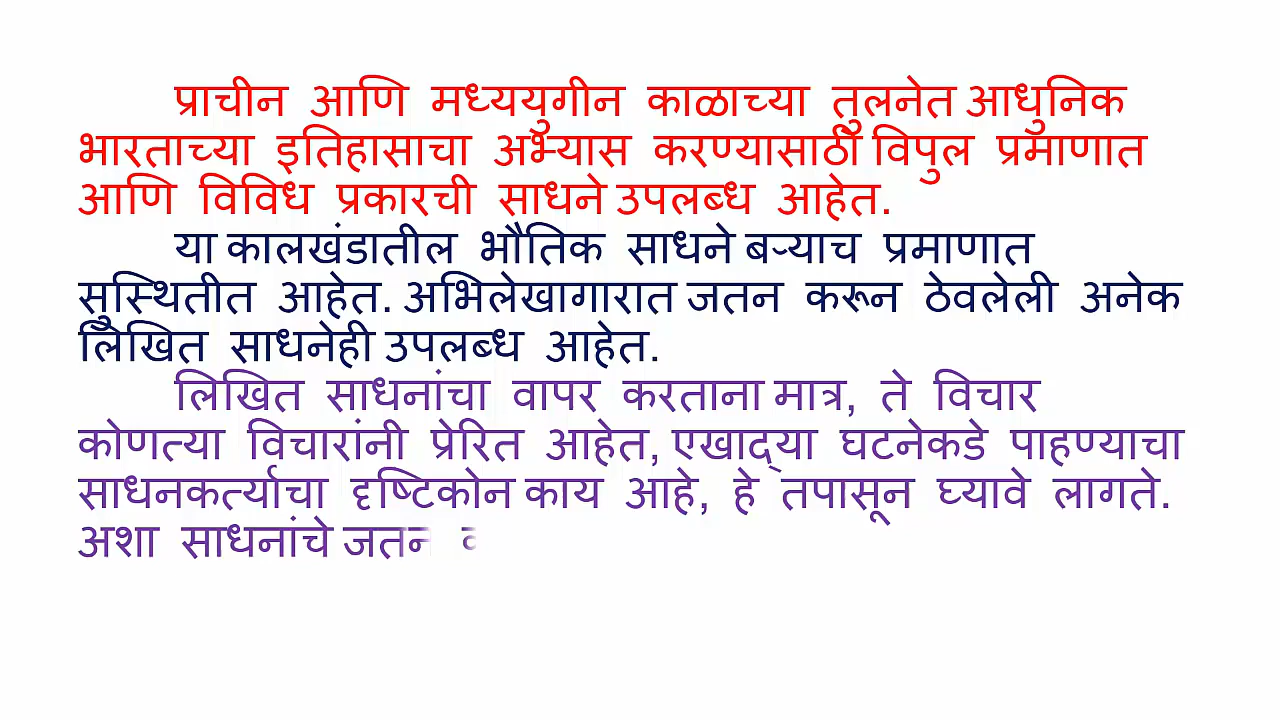 प्राचीन आणि मध्ययुगीन काळाच्या तुलनेत आधुनिक
भारताच्या इतिहासाचा अभ्यास करण्यासाठी विपुल प्रमाणात
आणि विविध प्रकारची साधने उपलब्ध आहेत.
या कालखंडातील भौतिक साधने बऱ्याच प्रमाणात
सुस्थितीत आहेत. अभिलेखागारात जतन करून ठेवलेली अनेक
लिखित साधनेही उपलब्ध आहेत.
लिखित साधनांचा वापर करताना मात्र, ते विचार
कोणत्या विचारांनी प्रेरित आहेत, एखाद्‌या घटनेकडे पाहण्याचा
साधनकर्त्याचा दृष्टिकोन काय आहे, हे तपासून घ्यावे लागते.
अशा साधनांचे जतन